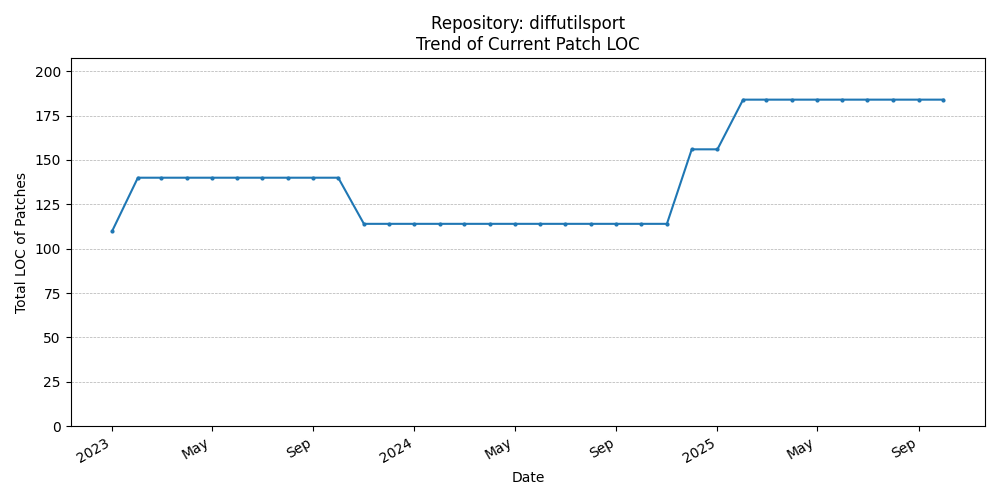 Repository: diffutilsport
Trend of Current Patch LOC
Total LOC of Patches
200
175
150
125
100
75
50
25
0
2023
May
Sep
2024
May
Sep
2025
May
Sep
Date